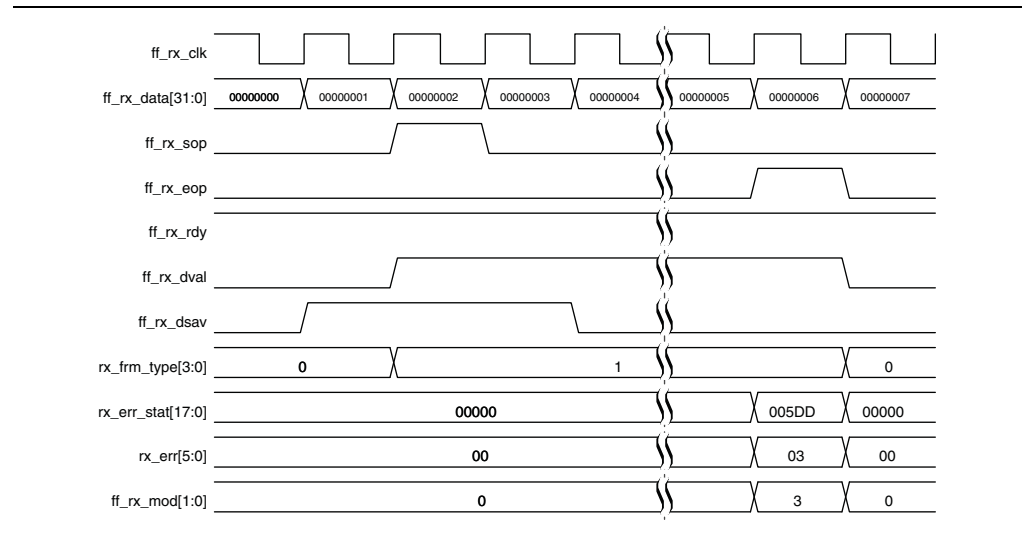 ff_rx_clk
ff_rx_data[31:0] 00000000 00000001 00000002 00000003 00000004 00000005 00000006 00000007
ff_rx_sop
ff_rx_eop
ff_rx_rdy
ff_rx_dval
ff_rx_dsav
rx_frm_type[3:0] 0 1 0
rx_err_stat[17:0] 00000 005DD 00000
rx_err[5:0] 00 03 00
ff_rx_mod[1:0] 0 3 0